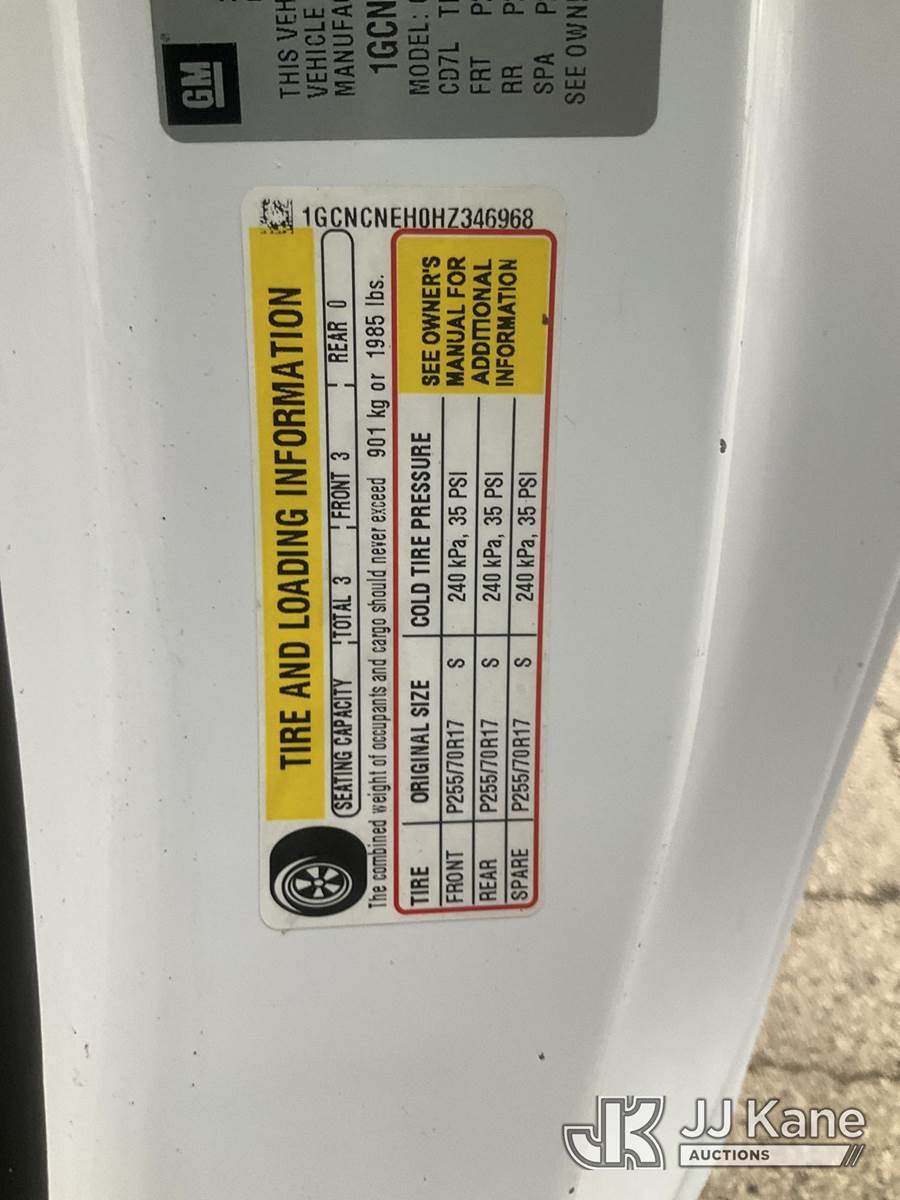 GM
THIS VEH
VEHICLE
MANUFA
1GCN
MODEL:
CD7L
FRT
RR
SPA
SEE OWN
1GCNCNEH0HZ346968
TIRE AND LOADING INFORMATION
SEATING CAPACITY TOTAL 3 FRONT 3 REAR 0
The combined weight of occupants and cargo should never exceed 901 kg or 1985 lbs.
TIRE ORIGINAL SIZE COLD TIRE PRESSURE
FRONT P255/70R17 S 240 kPa, 35 PSI
REAR P255/70R17 S 240 kPa, 35 PSI
SPARE P255/70R17 S 240 kPa, 35 PSI
SEE OWNER'S
MANUAL FOR
ADDITIONAL
INFORMATION
JK JJ Kane
AUCTIONS